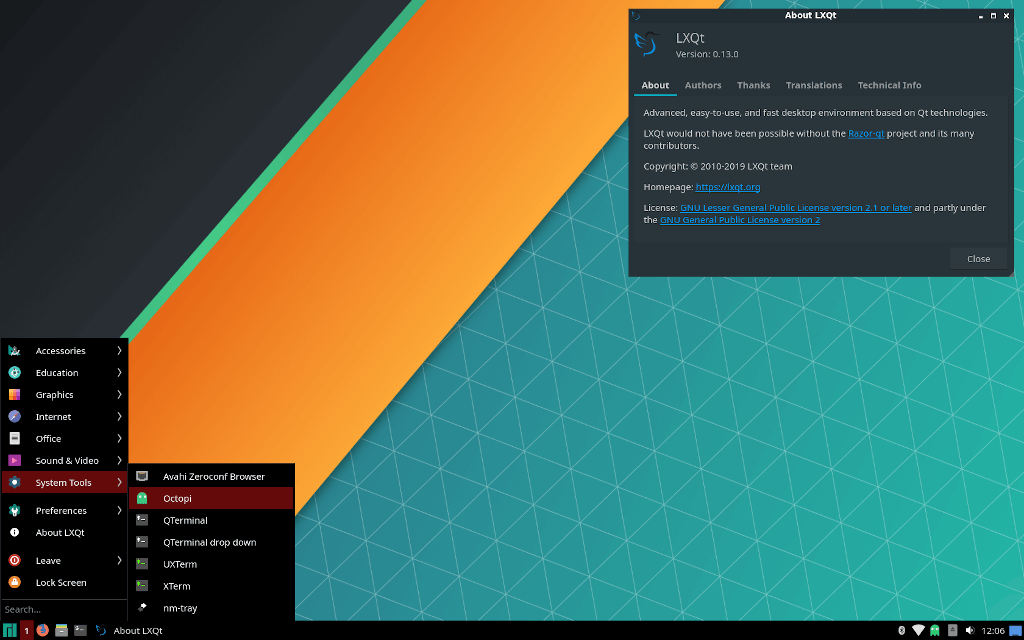 About LXQt
LXQt
Version: 0.13.0
About Authors Thanks Translations Technical Info
Advanced, easy-to-use, and fast desktop environment based on Qt technologies.
LXQt would not have been possible without the Razor-qt project and its many
contributors.
Copyright: © 2010-2019 LXQt team
Homepage: https://lxqt.org
License: GNU Lesser General Public License version 2.1 or later and partly under
the GNU General Public License version 2
Close
Accessories
Education
Graphics
Internet
Office
Sound & Video
System Tools
Preferences
About LXQt
Leave
Lock Screen
Search...
Avahi Zeroconf Browser
Octopi
QTerminal
QTerminal drop down
UXTerm
XTerm
nm-tray
1 About LXQt 12:06